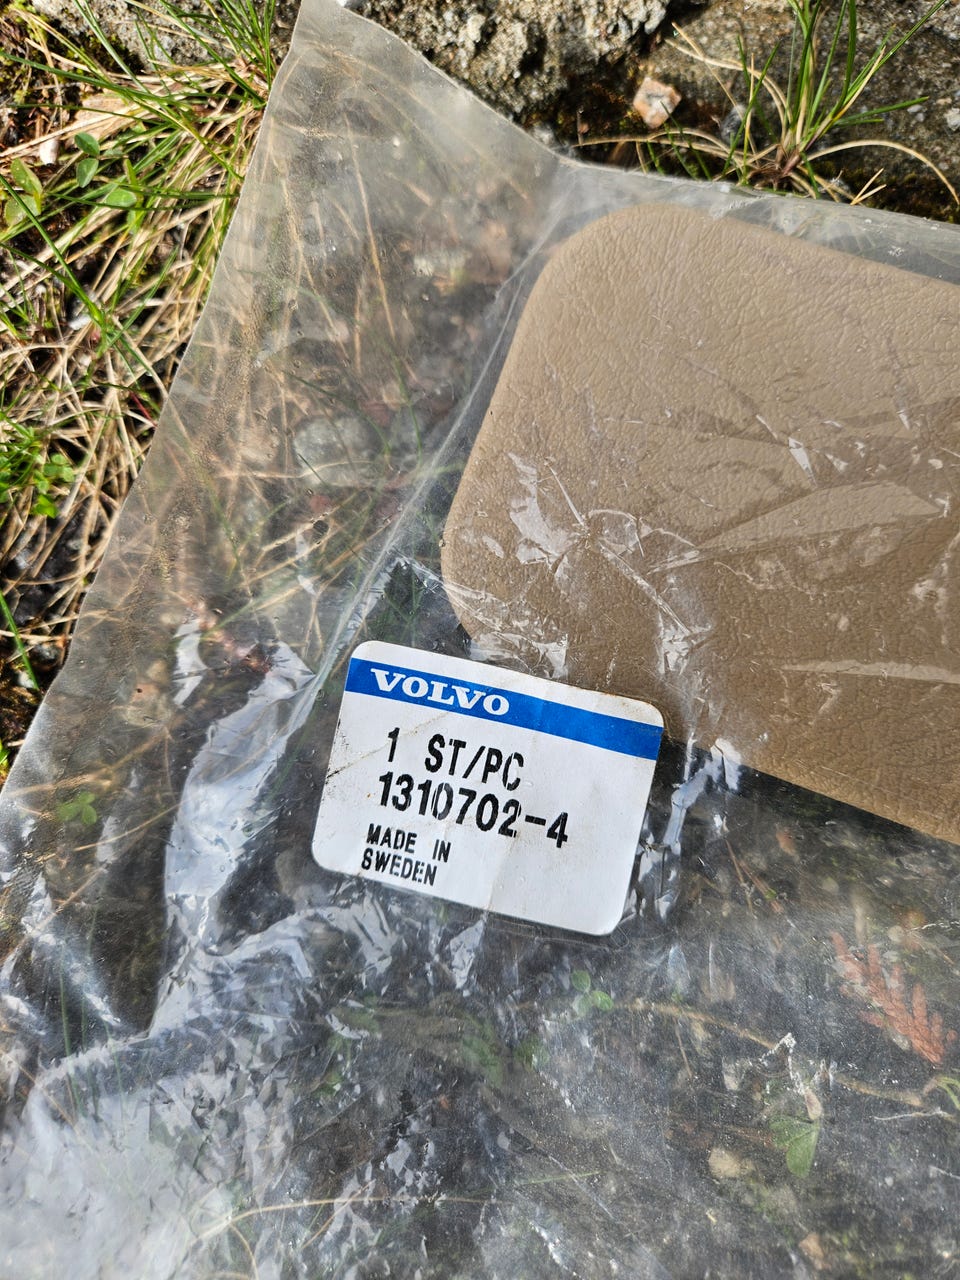 VOLVO
1 ST/PC
1310702-4
MADE IN
SWEDEN